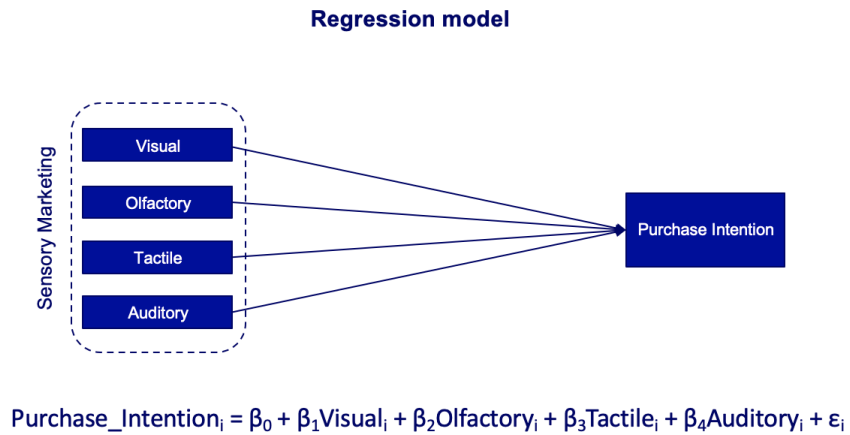 Regression model
Sensory Marketing
Visual
Olfactory
Tactile
Auditory
Purchase Intention
Purchase_Intentionᵢ = β₀ + β₁Visualᵢ + β₂Olfactoryᵢ + β₃Tactileᵢ + β₄Auditoryᵢ + εᵢ